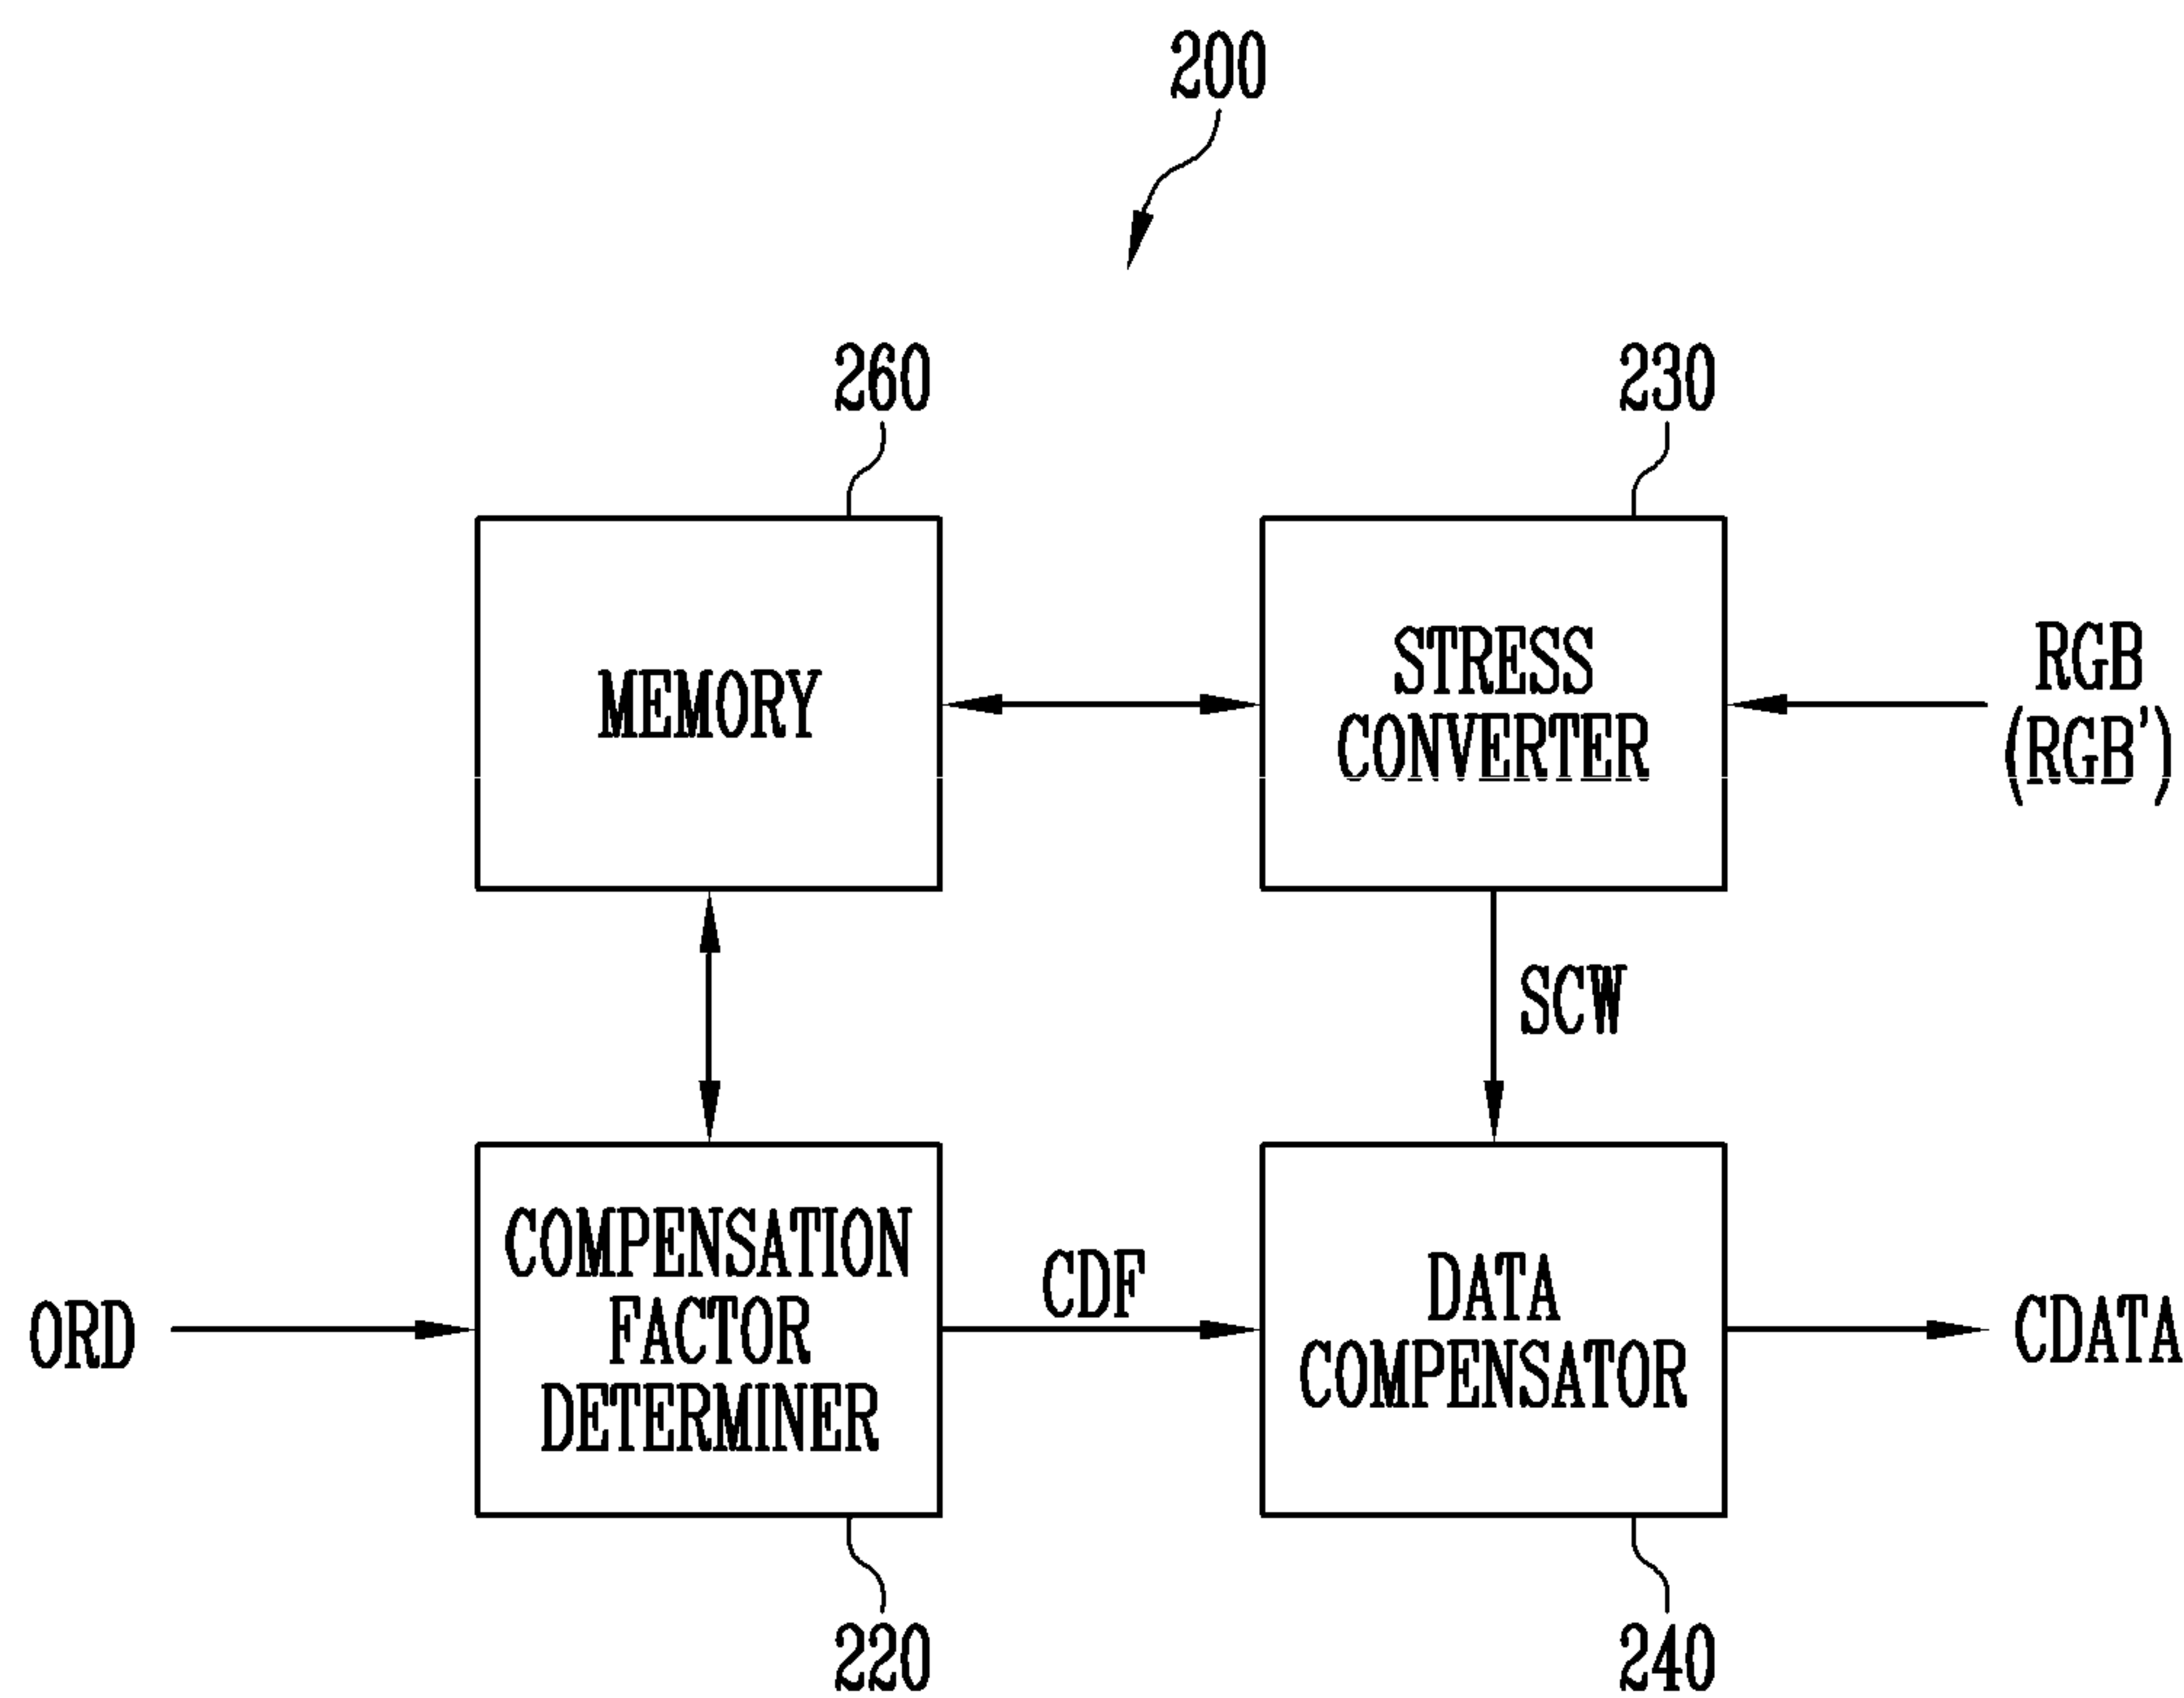 200
260
230
MEMORY
STRESS
CONVERTER
RGB
(RGB')
SCW
ORD
COMPENSATION
FACTOR
DETERMINER
CDF
DATA
COMPENSATOR
CDATA
220
240